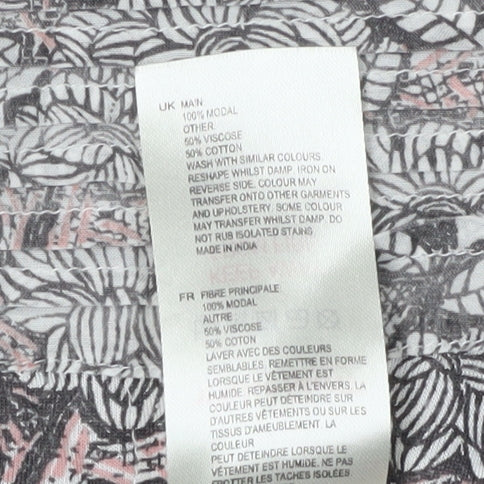 UK MAIN
100% MODAL
OTHER.
50% VISCOSE
50% COTTON
WASH WITH SIMILAR COLOURS.
RESHAPE WHILST DAMP. IRON ON
REVERSE SIDE. COLOUR MAY
TRANSFER ONTO OTHER GARMENTS
AND UPHOLSTERY. SOME COLOUR
MAY TRANSFER WHILST DAMP. DO
NOT RUB ISOLATED STAINS
MADE IN INDIA
FR FIBRE PRINCIPALE
100% MODAL
AUTRE :
50% VISCOSE
50% COTON
LAVER AVEC DES COULEURS
SEMBLABLES. REMETTRE EN FORME
LORSQUE LE VÊTEMENT EST
HUMIDE. REPASSER À L'ENVERS. LA
COULEUR PEUT DÉTEINDRE SUR
D'AUTRES VÊTEMENTS OU SUR LES
TISSUS D'AMEUBLEMENT. LA
COULEUR
PEUT DÉTEINDRE LORSQUE LE
VÊTEMENT EST HUMIDE. NE PAS
FROTTER LES TACHES ISOLÉES